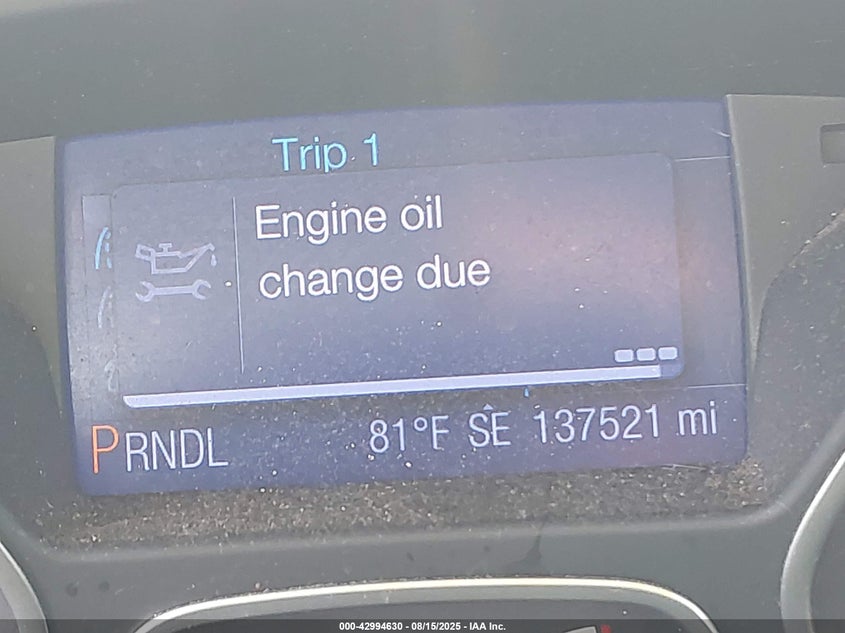 Trip 1
Engine oil
change due
PRNDL 81°F SE 137521 mi
000-42994630 - 08/15/2025 - IAA Inc.